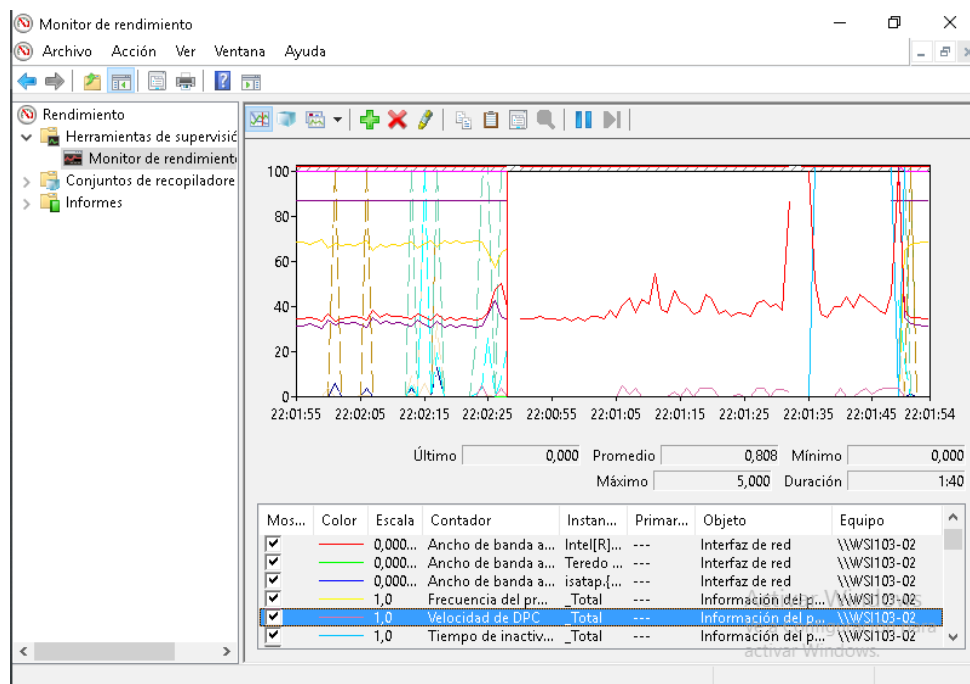 Monitor de rendimiento
Archivo Acción Ver Ventana Ayuda
Rendimiento
Herramientas de supervisió
Monitor de rendimient
Conjuntos de recopiladore
Informes
100
80
60
40
20
0
22:01:55 22:02:05 22:02:15 22:02:25 22:00:55 22:01:05 22:01:15 22:01:25 22:01:35 22:01:45 22:01:54
Último 0,000 Promedio 0,808 Mínimo 0,000
Máximo 5,000 Duración 1:40
Mos... Color Escala Contador Instan... Primar... Objeto Equipo
0,000... Ancho de banda a... Intel[R]... --- Interfaz de red \\WSI103-02
0,000... Ancho de banda a... Teredo ... --- Interfaz de red \\WSI103-02
0,000... Ancho de banda a... isatap.{... --- Interfaz de red \\WSI103-02
1,0 Frecuencia del pr... _Total --- Información del p... \\WSI103-02
1,0 Velocidad de DPC _Total --- Información del p... \\WSI103-02
1,0 Tiempo de inactiv... _Total --- Información del p... \\WSI103-02
Activar Windows
activar Windows.